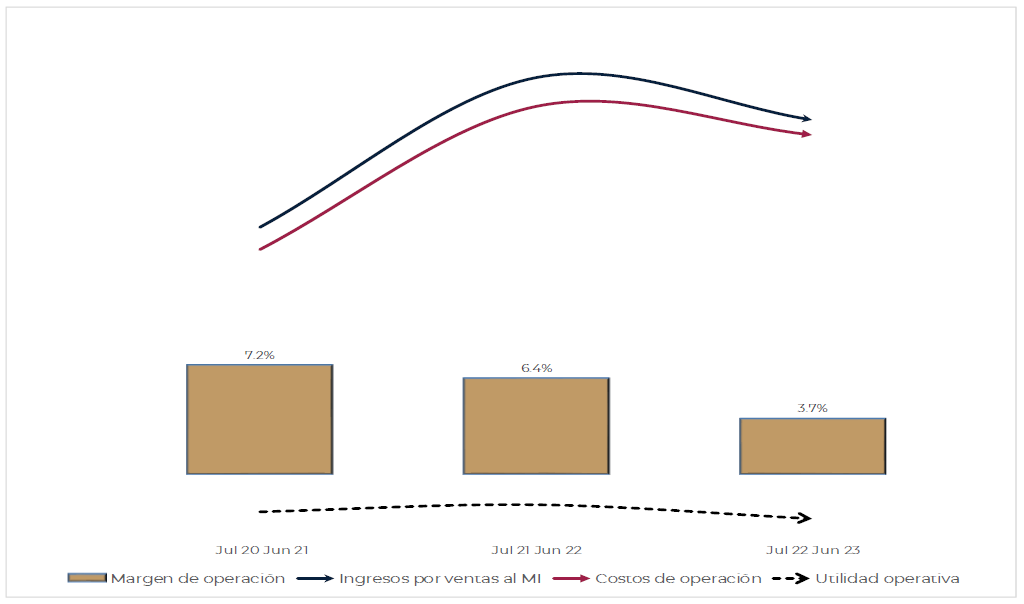 7.2%
6.4%
3.7%
Jul 20 Jun 21
Jul 21 Jun 22
Jul 22 Jun 23
Margen de operación
Ingresos por ventas al MI
Costos de operación
Utilidad operativa